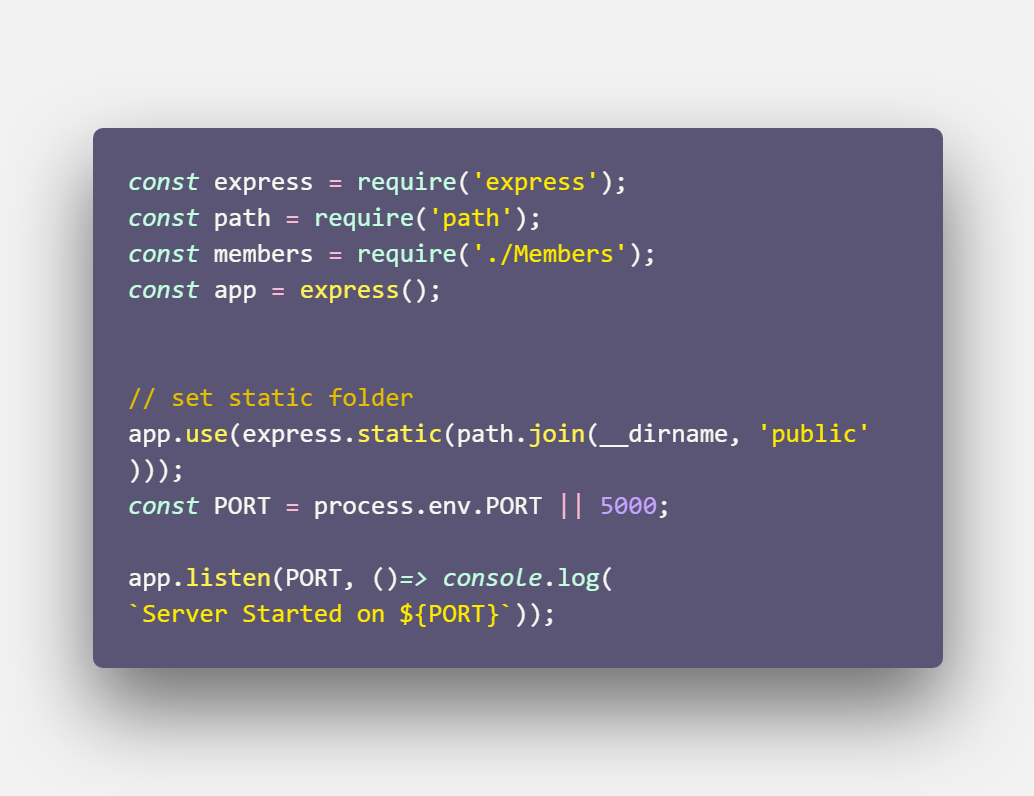 const express = require('express');
const path = require('path');
const members = require('./Members');
const app = express();
// set static folder
app.use(express.static(path.join(__dirname, 'public'
)));
const PORT = process.env.PORT || 5000;
app.listen(PORT, ()=> console.log(
`Server Started on ${PORT}`));